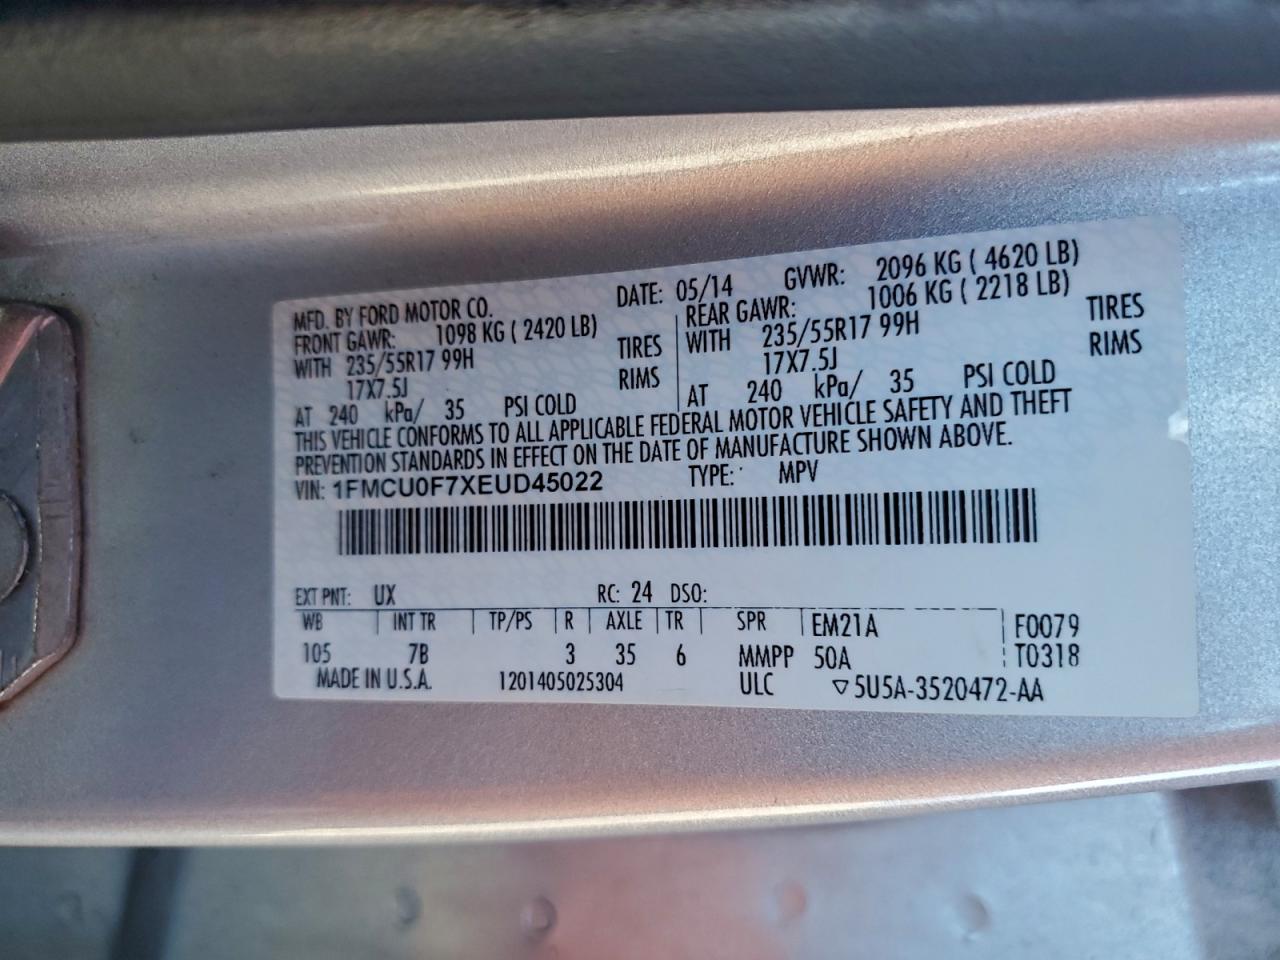 MFD. BY FORD MOTOR CO.
DATE: 05/14 GVWR: 2096 KG ( 4620 LB)
FRONT GAWR: 1098 KG ( 2420 LB)
WITH 235/55R17 99H TIRES
17X7.5J RIMS
AT 240 kPa/ 35 PSI COLD
REAR GAWR: 1006 KG ( 2218 LB)
WITH 235/55R17 99H TIRES
17X7.5J RIMS
AT 240 kPa/ 35 PSI COLD
THIS VEHICLE CONFORMS TO ALL APPLICABLE FEDERAL MOTOR VEHICLE SAFETY AND THEFT
PREVENTION STANDARDS IN EFFECT ON THE DATE OF MANUFACTURE SHOWN ABOVE.
VIN: 1FMCU0F7XEUD45022 TYPE: MPV
EXT PNT: UX RC: 24 DSO:
WB INT TR TP/PS R AXLE TR SPR EM21A F0079
105 7B 3 35 6 MMPP 50A T0318
MADE IN U.S.A. 1201405025304 ULC ▽5U5A-3520472-AA